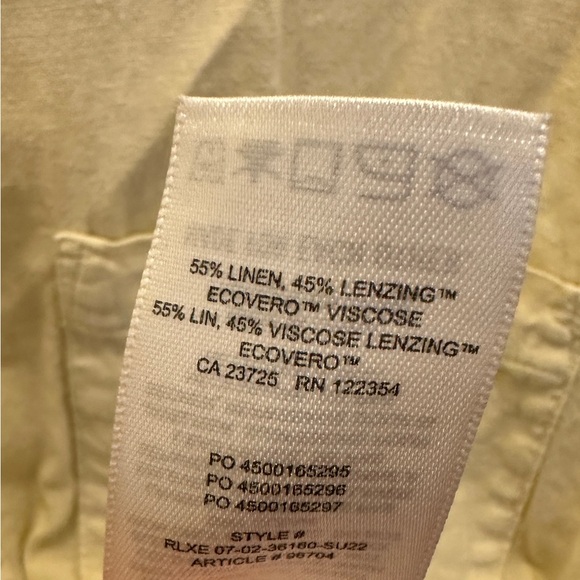 55% LINEN, 45% LENZING™
ECOVERO™ VISCOSE
55% LIN, 45% VISCOSE LENZING™
ECOVERO™
CA 23725 RN 122354
PO 4500165295
PO 4500165296
PO 4500165297
STYLE #
RLXE 07-02-36160-SU22
ARTICLE # 96704